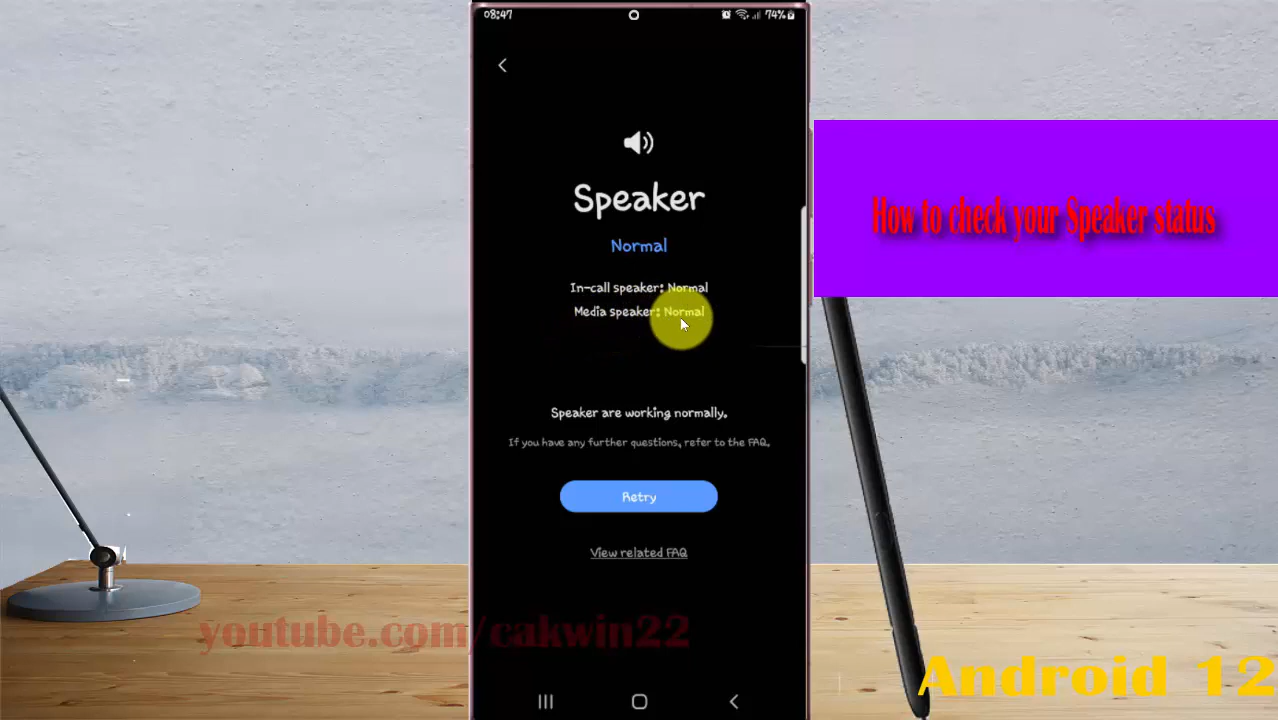 08:47
74%
Speaker
Normal
In-call speaker: Normal
Media speaker: Normal
Speaker are working normally.
If you have any further questions, refer to the FAQ.
Retry
View related FAQ
How to check your Speaker status
youtube.com/cakwin22
Android 12